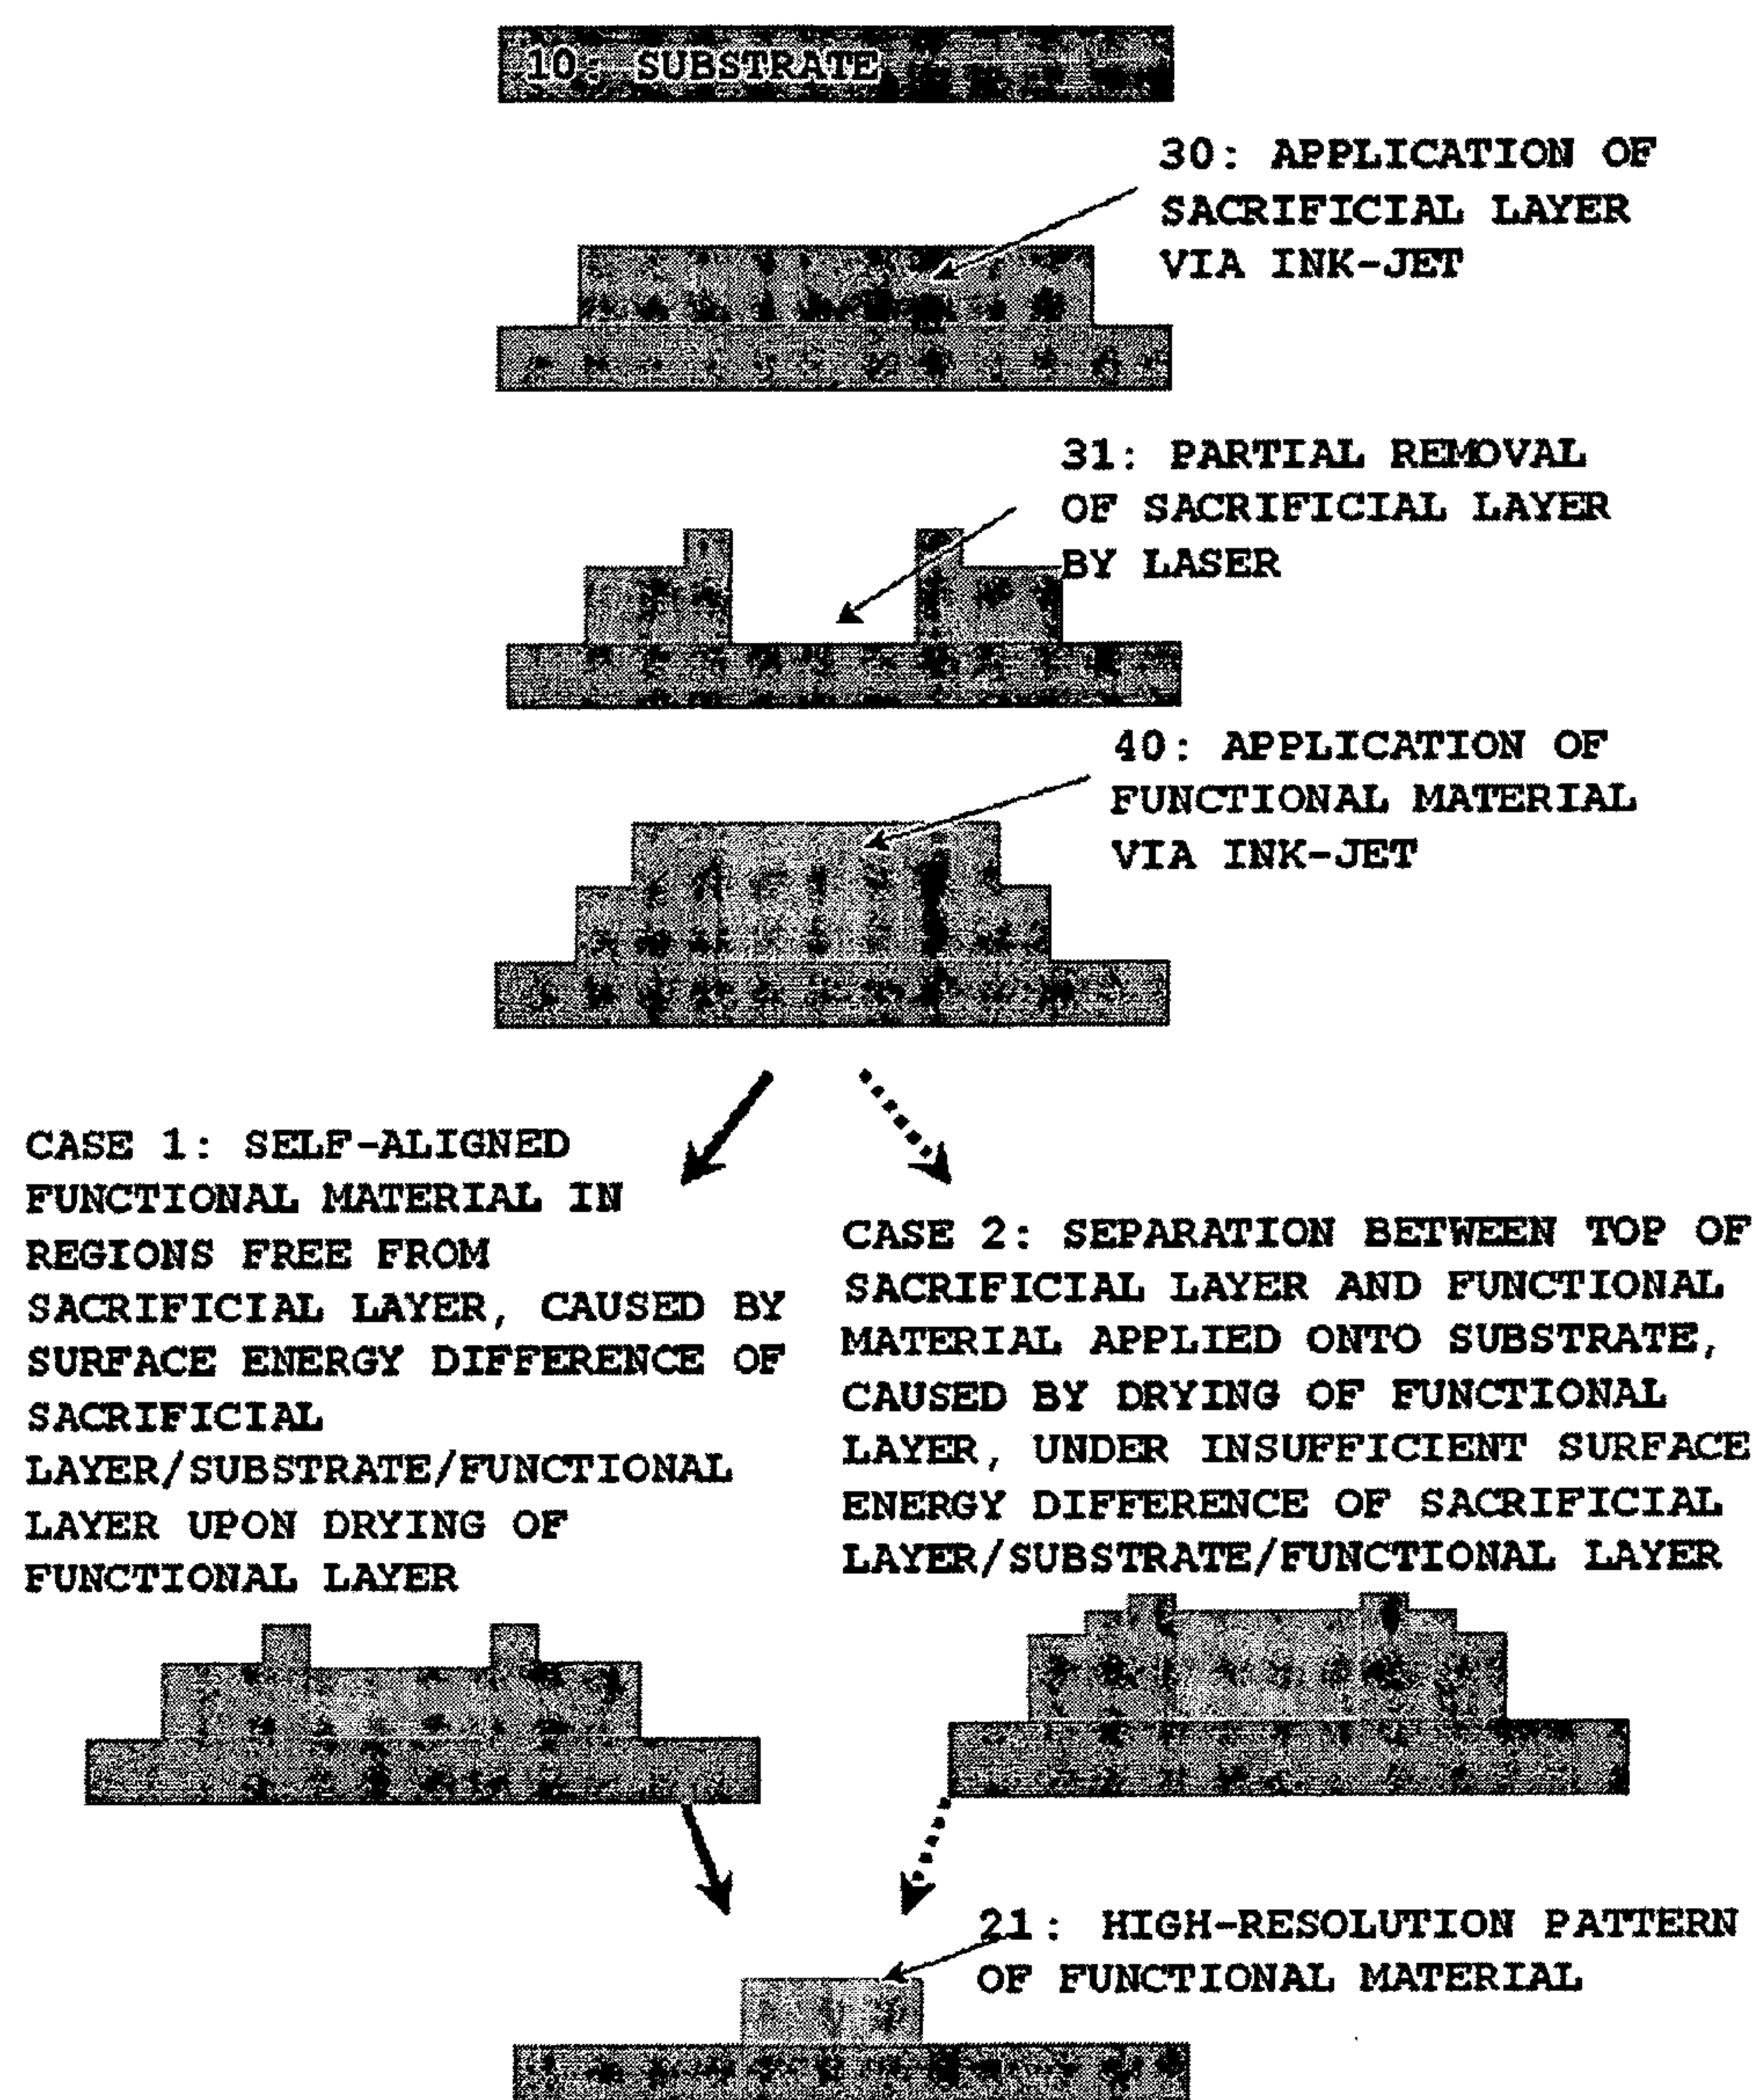 10: SUBSTRATE
30: APPLICATION OF
SACRIFICIAL LAYER
VIA INK-JET
31: PARTIAL REMOVAL
OF SACRIFICIAL LAYER
BY LASER
40: APPLICATION OF
FUNCTIONAL MATERIAL
VIA INK-JET
CASE 1: SELF-ALIGNED
FUNCTIONAL MATERIAL IN
REGIONS FREE FROM
SACRIFICIAL LAYER, CAUSED BY
SURFACE ENERGY DIFFERENCE OF
SACRIFICIAL
LAYER/SUBSTRATE/FUNCTIONAL
LAYER UPON DRYING OF
FUNCTIONAL LAYER
CASE 2: SEPARATION BETWEEN TOP OF
SACRIFICIAL LAYER AND FUNCTIONAL
MATERIAL APPLIED ONTO SUBSTRATE,
CAUSED BY DRYING OF FUNCTIONAL
LAYER, UNDER INSUFFICIENT SURFACE
ENERGY DIFFERENCE OF SACRIFICIAL
LAYER/SUBSTRATE/FUNCTIONAL LAYER
21: HIGH-RESOLUTION PATTERN
OF FUNCTIONAL MATERIAL